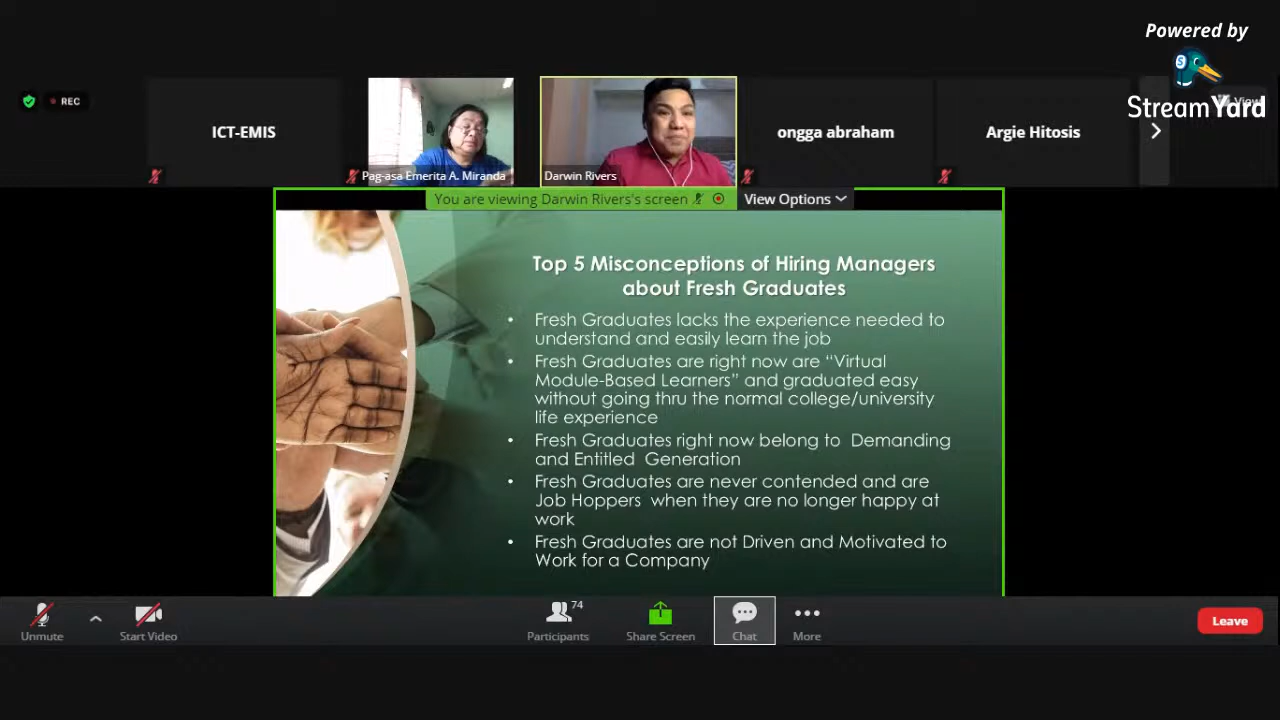 Powered by
StreamYard
REC
View
ICT-EMIS
Pag-asa Emerita A. Miranda
Darwin Rivers
ongga abraham
Argie Hitosis
You are viewing Darwin Rivers's screen
View Options
Top 5 Misconceptions of Hiring Managers
about Fresh Graduates
• Fresh Graduates lacks the experience needed to
understand and easily learn the job
• Fresh Graduates are right now are “Virtual
Module-Based Learners” and graduated easy
without going thru the normal college/university
life experience
• Fresh Graduates right now belong to Demanding
and Entitled Generation
• Fresh Graduates are never contended and are
Job Hoppers when they are no longer happy at
work
• Fresh Graduates are not Driven and Motivated to
Work for a Company
Unmute
Start Video
74
Participants
Share Screen
Chat
More
Leave